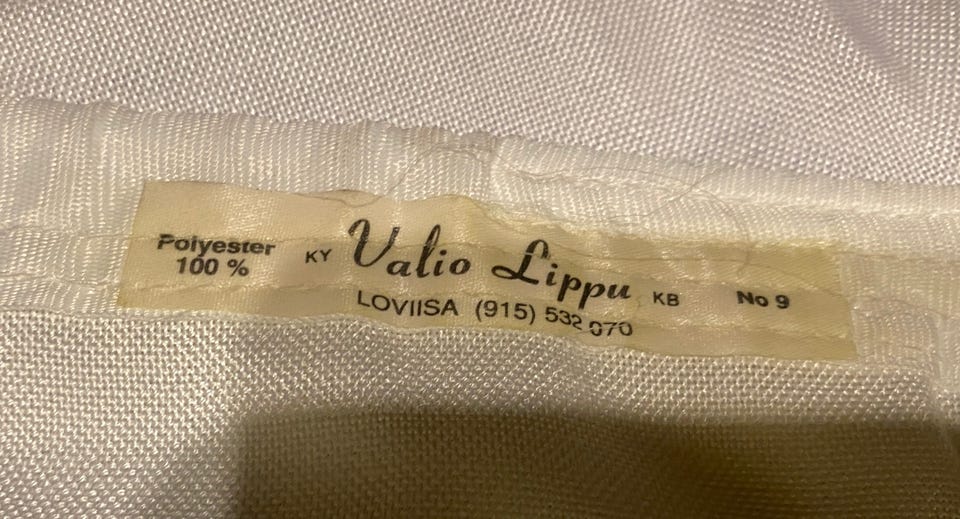 Polyester
100 %
KY Valio Lippu KB
LOVIISA (915) 532 070
No 9